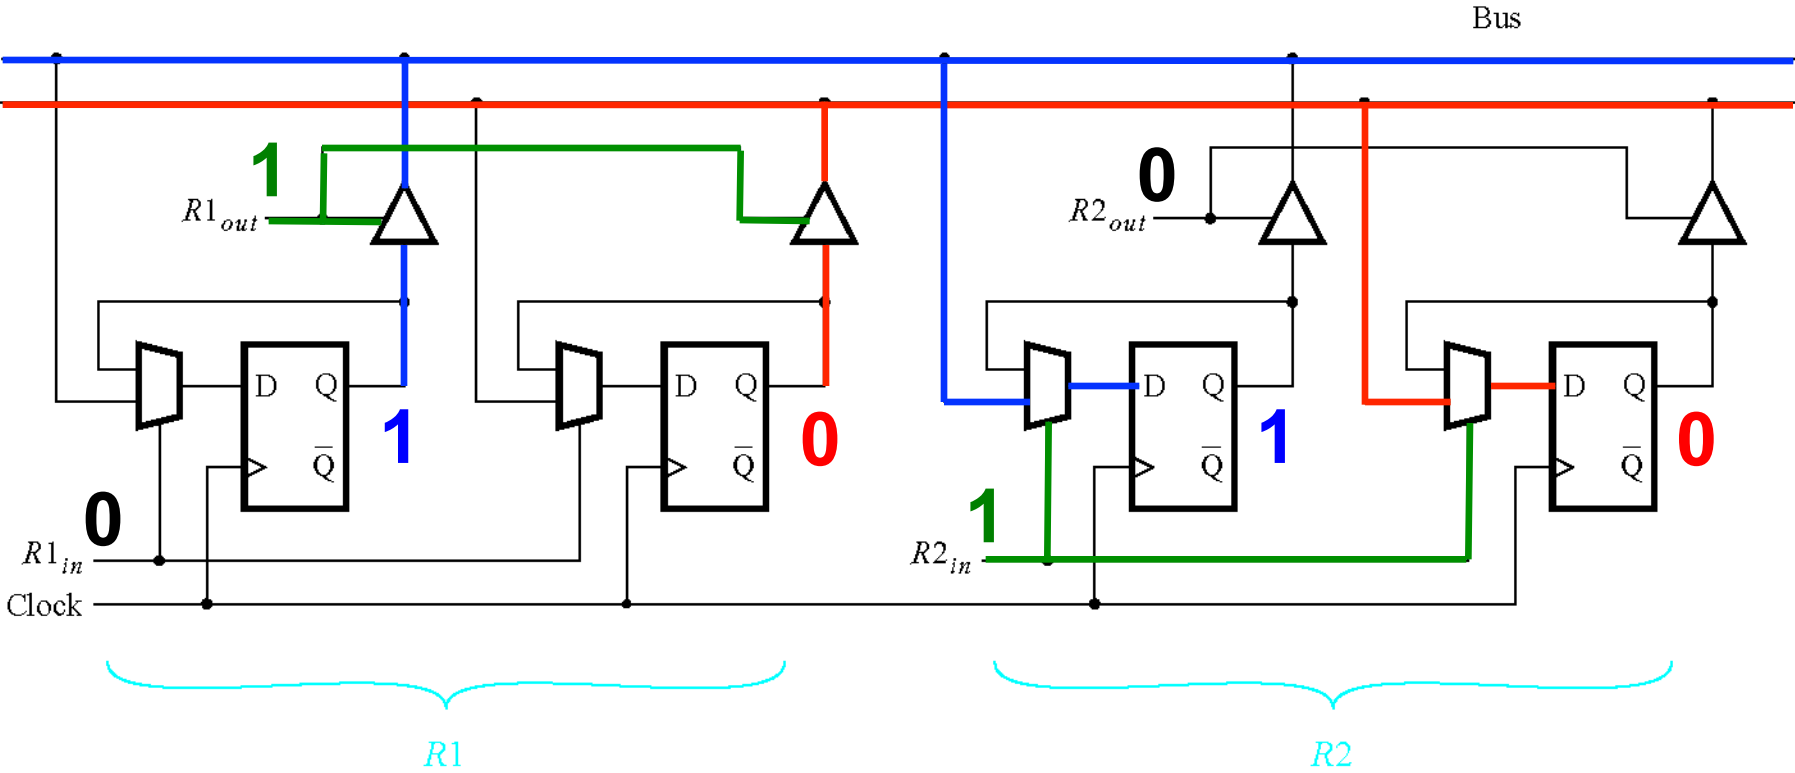 Bus
1
0
R1out
R2out
D Q
D Q
D Q
D Q
1
0
1
0
Q̅
Q̅
Q̅
Q̅
0
1
R1in
R2in
Clock
R1
R2